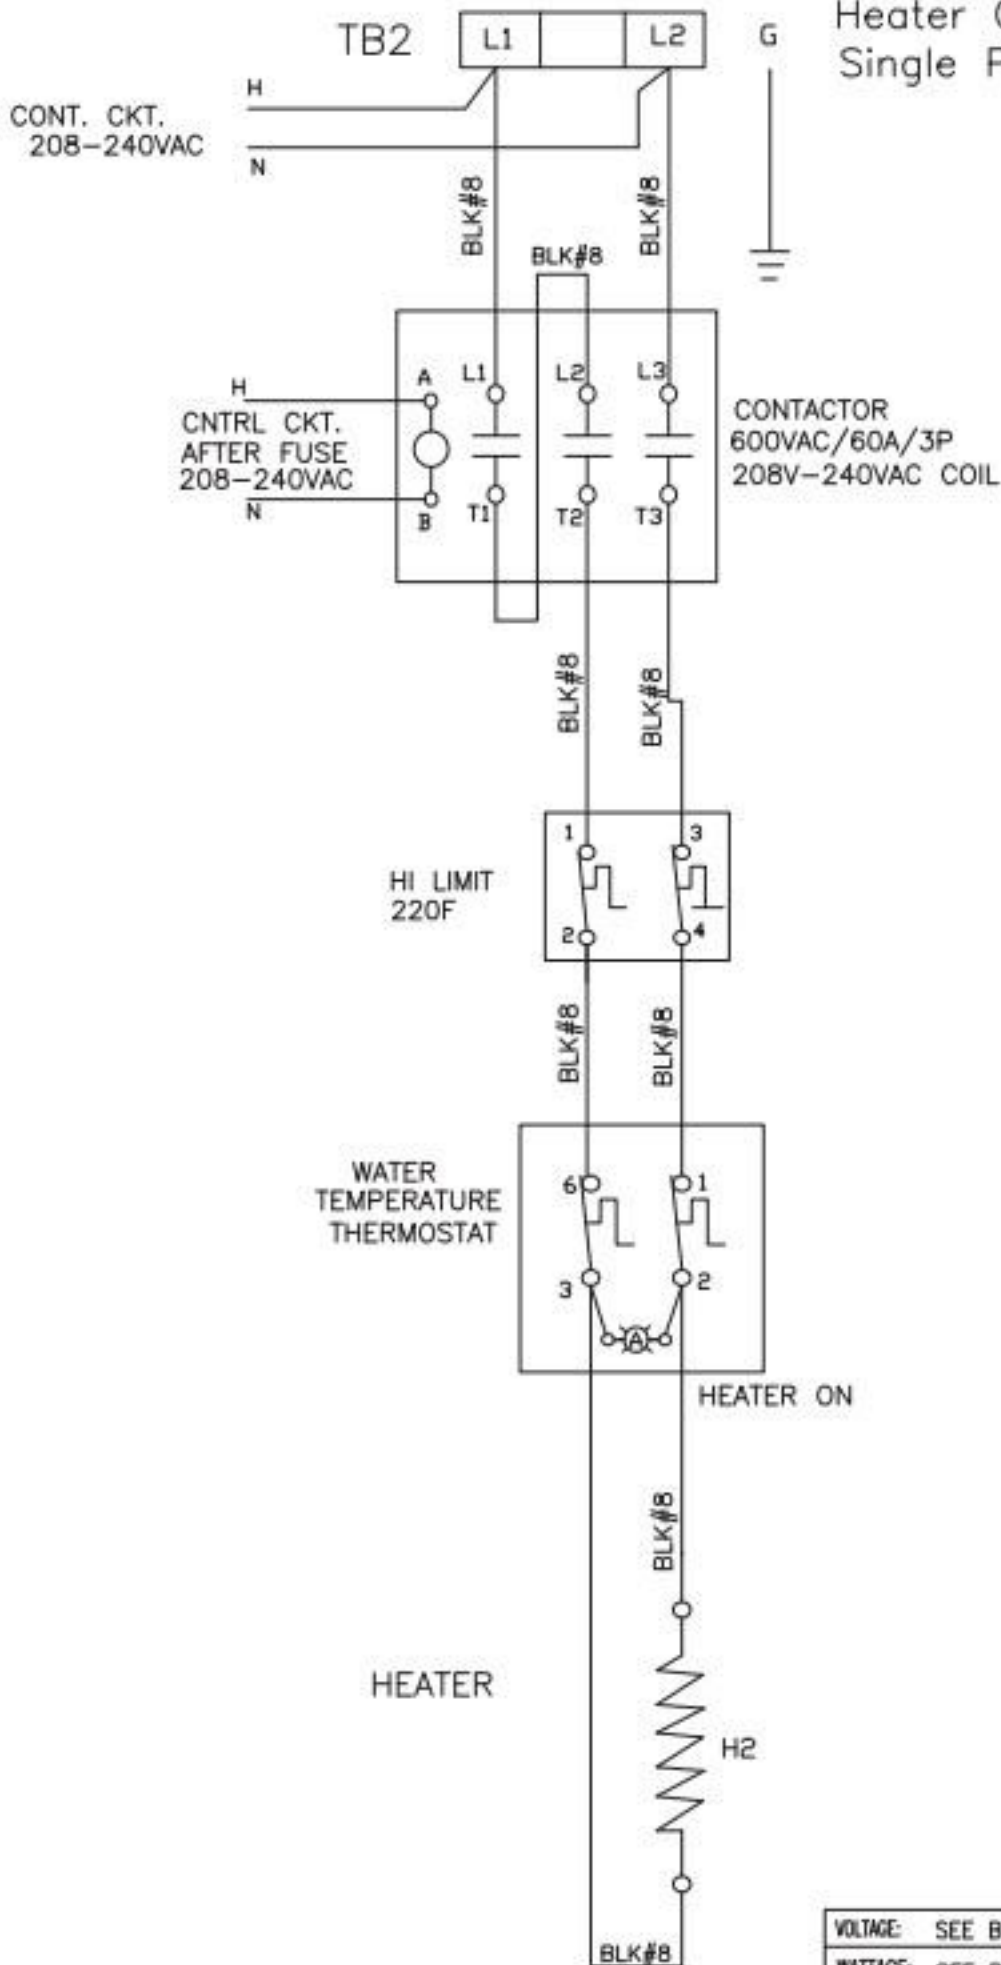 Heater
Single
TB2
L1
L2
G
H
CONT. CKT.
208-240VAC
N
BLK#8
BLK#8
BLK#8
A
L1
L2
L3
H
CNTRL CKT.
AFTER FUSE
208-240VAC
N
B
T1
T2
T3
CONTACTOR
600VAC/60A/3P
208V-240VAC COIL
BLK#8
BLK#8
1
3
HI LIMIT
220F
2
4
BLK#8
BLK#8
WATER
TEMPERATURE
THERMOSTAT
6
1
3
2
A
HEATER ON
BLK#8
HEATER
H2
BLK#8
VOLTAGE: SEE